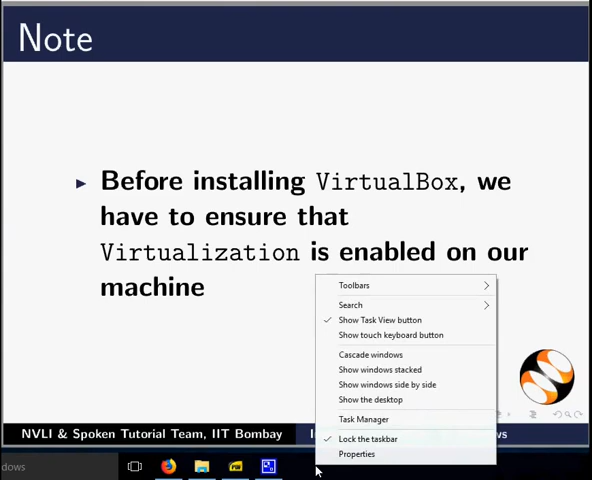 Note
Before installing VirtualBox, we
have to ensure that
Virtualization is enabled on our
machine
Toolbars
Search
Show Task View button
Show touch keyboard button
Cascade windows
Show windows stacked
Show windows side by side
Show the desktop
Task Manager
Lock the taskbar
Properties
NVLI & Spoken Tutorial Team, IIT Bombay